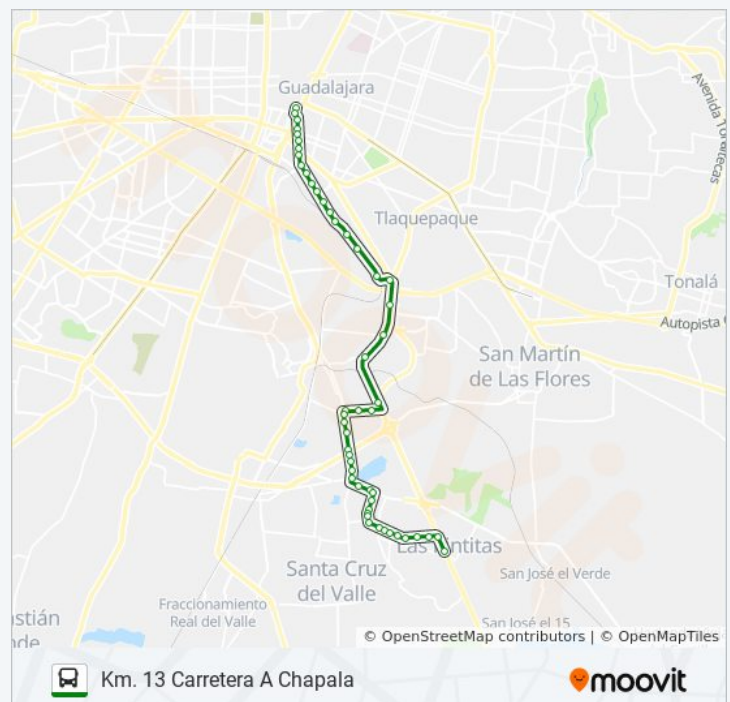 Guadalajara
Avenida Tonaltecas
Tlaquepaque
Tonalá
Autopista
San Martín
de Las Flores
Las Pintitas
Santa Cruz
del Valle
San José el Verde
Fraccionamiento
Real del Valle
San José el 15
© OpenStreetMap contributors | © OpenMapTiles
Km. 13 Carretera A Chapala
moovit